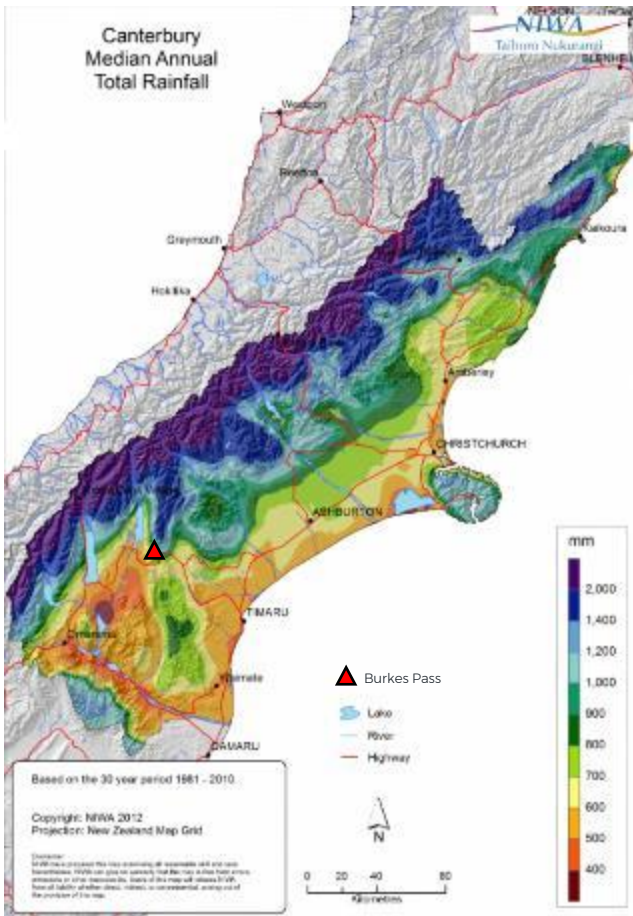 Canterbury
Median Annual
Total Rainfall
NIWA
Taihoro Nukurangi
Westport
Reefton
Greymouth
Kaikoura
Hokitika
Amberley
CHRISTCHURCH
ASHBURTON
TIMARU
Omarama
Waimate
OAMARU
mm
2,000
1,400
1,200
1,000
900
800
700
600
500
400
Burkes Pass
Lake
River
Highway
N
0 20 40 80
Kilometres
Based on the 30 year period 1981 - 2010
Copyright: NIWA 2012
Projection: New Zealand Map Grid